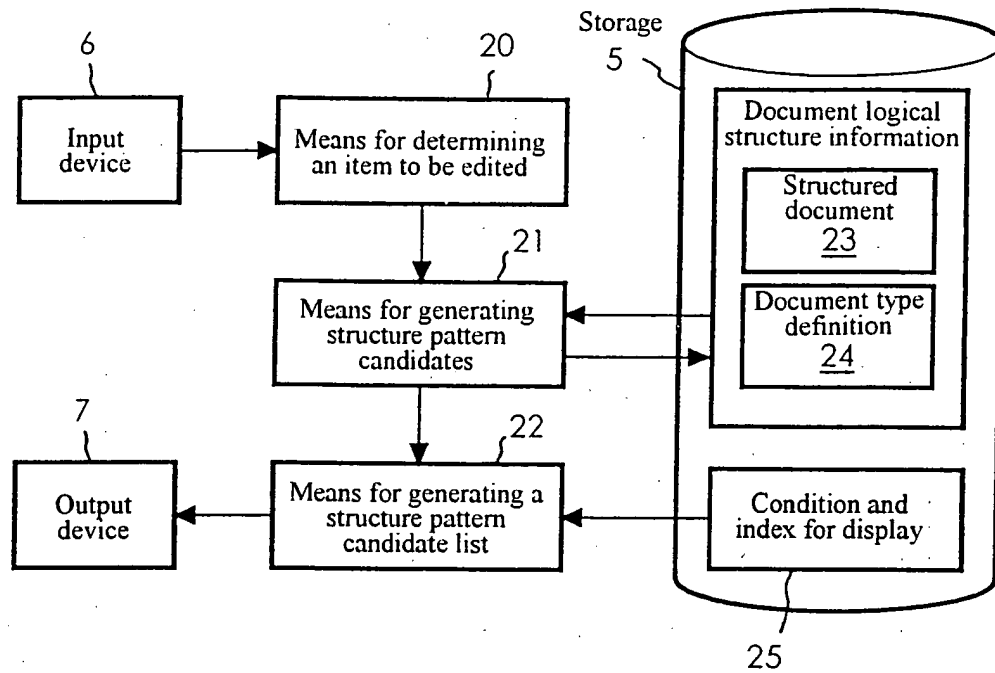 Storage
5
6
Input
device
20
Means for determining
an item to be edited
Document logical
structure information
Structured
document
23
21
Means for generating
structure pattern
candidates
Document type
definition
24
7
Output
device
22
Means for generating a
structure pattern
candidate list
Condition and
index for display
25